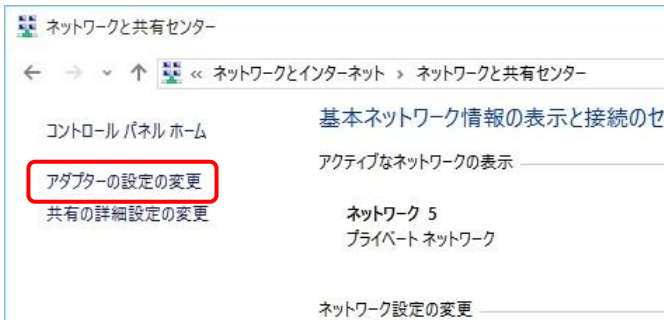 ネットワークと共有センター
« ネットワークとインターネット › ネットワークと共有センター
コントロール パネル ホーム
アダプターの設定の変更
共有の詳細設定の変更
基本ネットワーク情報の表示と接続のセ
アクティブなネットワークの表示
ネットワーク 5
プライベート ネットワーク
ネットワーク設定の変更